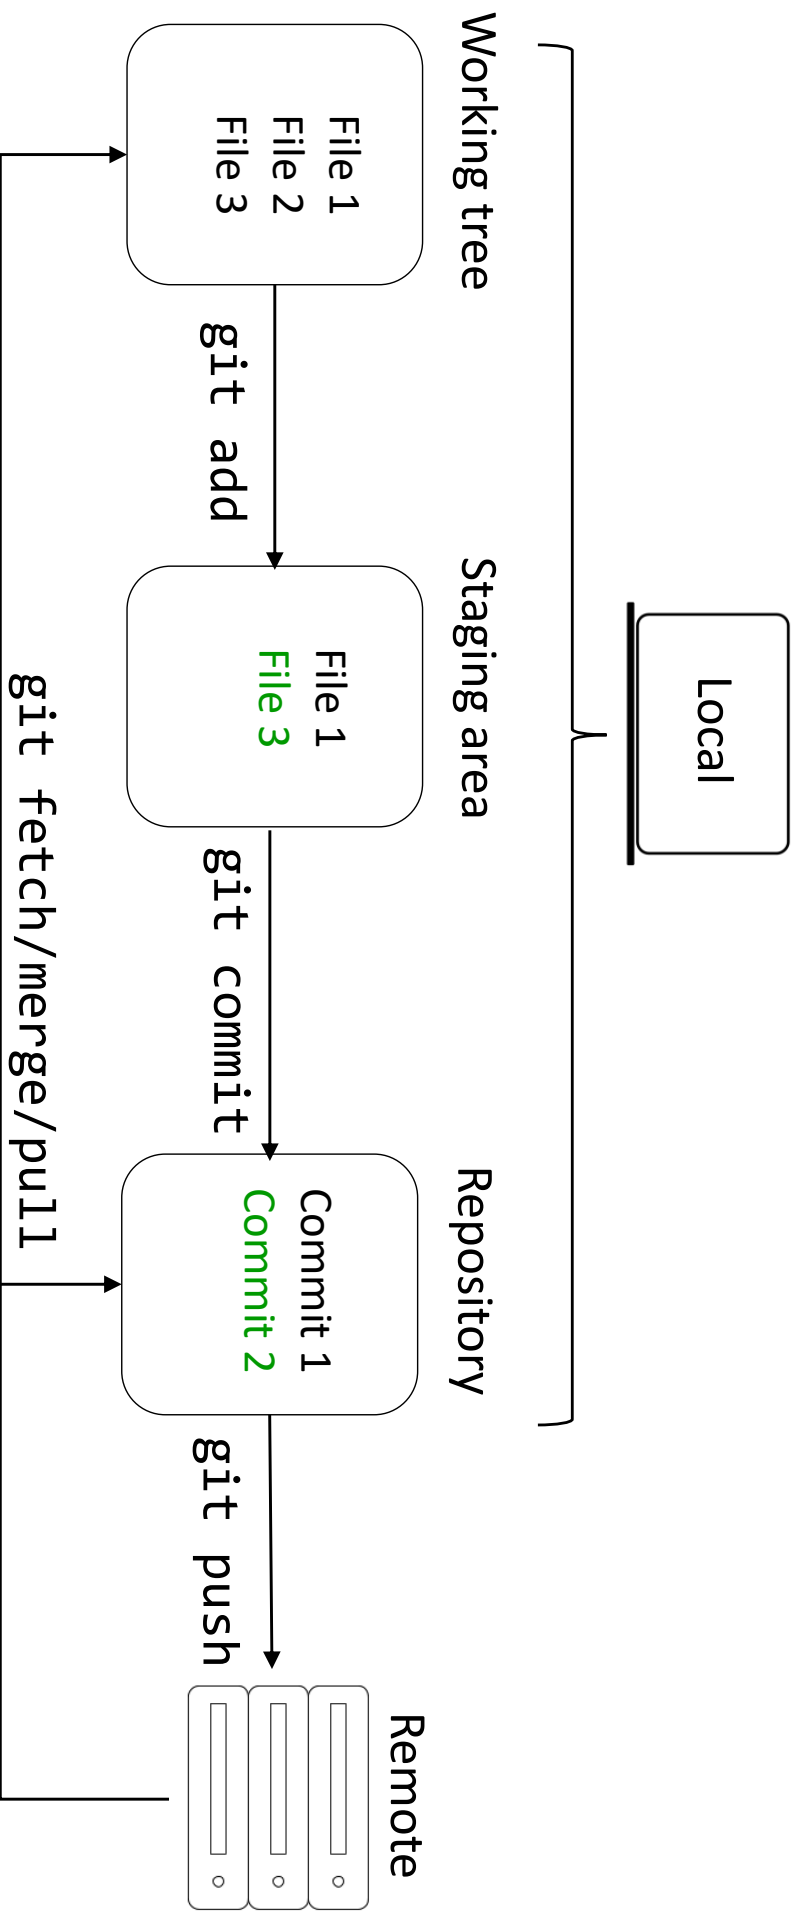 Local
Working tree
Staging area
Repository
Remote
File 1
File 2
File 3
git add
File 1
File 3
git commit
Commit 1
Commit 2
git push
git fetch/merge/pull